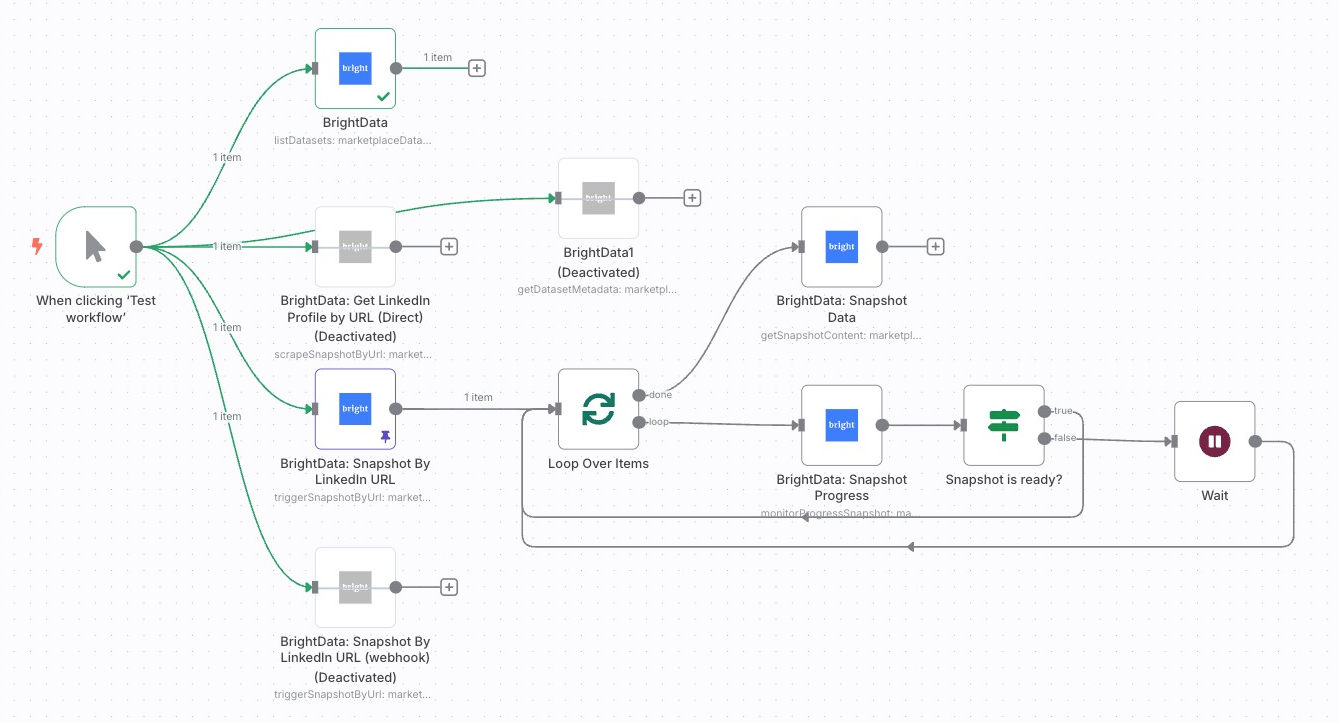 bright
1 item
BrightData
listDatasets: marketplaceData...
1 item
bright
BrightData1
(Deactivated)
getDatasetMetadata: marketpl...
When clicking ‘Test
workflow’
1 item
bright
BrightData: Get LinkedIn
Profile by URL (Direct)
(Deactivated)
scrapeSnapshotByUrl: market...
bright
BrightData: Snapshot
Data
getSnapshotContent: marketpl...
1 item
bright
1 item
BrightData: Snapshot By
LinkedIn URL
triggerSnapshotByUrl: market...
done
loop
Loop Over Items
bright
BrightData: Snapshot
Progress
monitorProgressSnapshot: ma...
true
false
Snapshot is ready?
Wait
1 item
bright
BrightData: Snapshot By
LinkedIn URL (webhook)
(Deactivated)
triggerSnapshotByUrl: market...